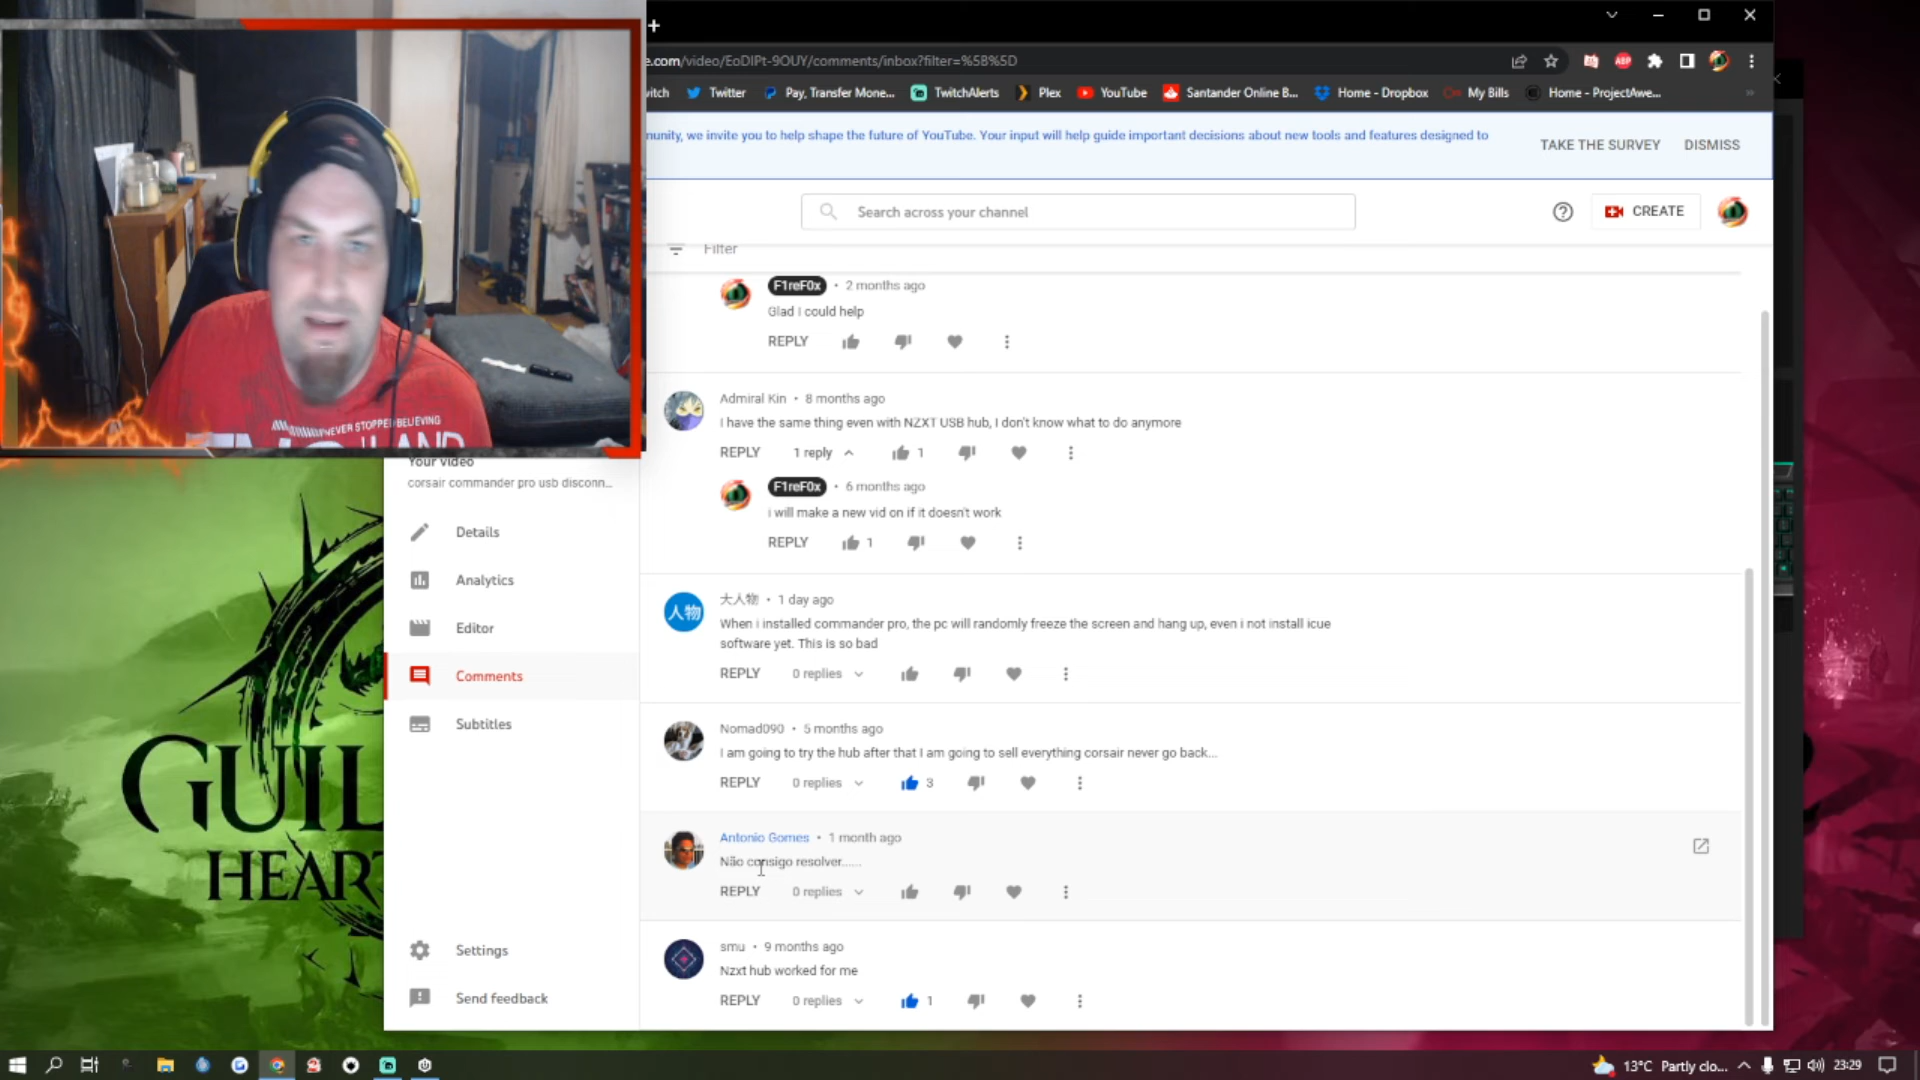 e.com/video/EoDIPt-9OUY/comments/inbox?filter=%5B%5D
witch
Twitter
Pay, Transfer Mone...
TwitchAlerts
Plex
YouTube
Santander Online B...
Home - Dropbox
My Bills
Home - ProjectAwe...
nunity, we invite you to help shape the future of YouTube. Your input will help guide important decisions about new tools and features designed to
TAKE THE SURVEY
DISMISS
Search across your channel
CREATE
Filter
F1reF0x • 2 months ago
Glad I could help
REPLY
Admiral Kin • 8 months ago
I have the same thing even with NZXT USB hub, I don't know what to do anymore
REPLY 1 reply 1
F1reF0x • 6 months ago
i will make a new vid on if it doesn't work
REPLY 1
人物
大人物 • 1 day ago
When i installed commander pro, the pc will randomly freeze the screen and hang up, even i not install icue
software yet. This is so bad
REPLY 0 replies
Nomad090 • 5 months ago
I am going to try the hub after that I am going to sell everything corsair never go back...
REPLY 0 replies 3
Antonio Gomes • 1 month ago
Não consigo resolver......
REPLY 0 replies
smu • 9 months ago
Nzxt hub worked for me
REPLY 0 replies 1
Your video
corsair commander pro usb disconn...
Details
Analytics
Editor
Comments
Subtitles
Settings
Send feedback
NEVER STOPPED BELIEVING
GUIL
HEAR
13°C Partly clo...
23:29